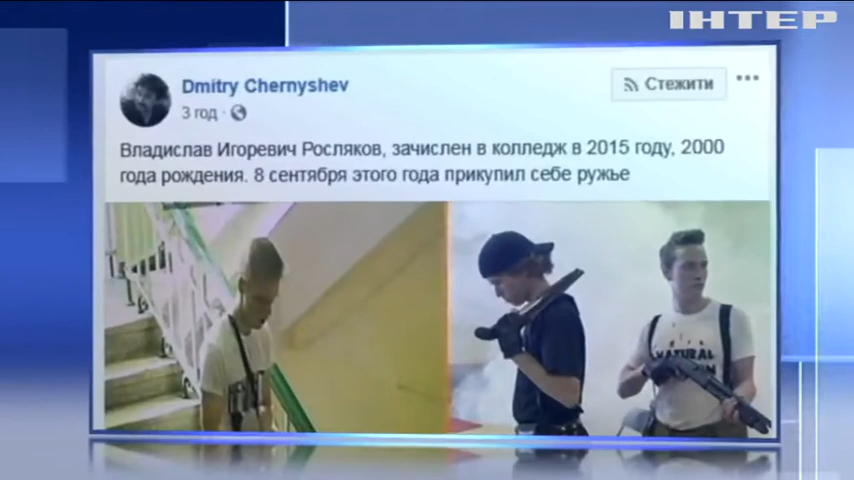 ІНТЕР
Dmitry Chernyshev
Стежити
3 год
Владислав Игоревич Росляков, зачислен в колледж в 2015 году, 2000
года рождения. 8 сентября этого года прикупил себе ружье
NATURAL